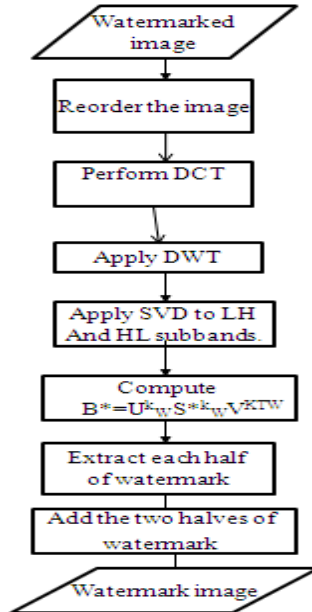 Watermarked
image
Reorder the image
Perform DCT
Apply DWT
Apply SVD to LH
And HL subbands.
Compute
B*=U^k_W S*^k_W V^KTW
Extract each half
of watermark
Add the two halves of
watermark
Watermark image